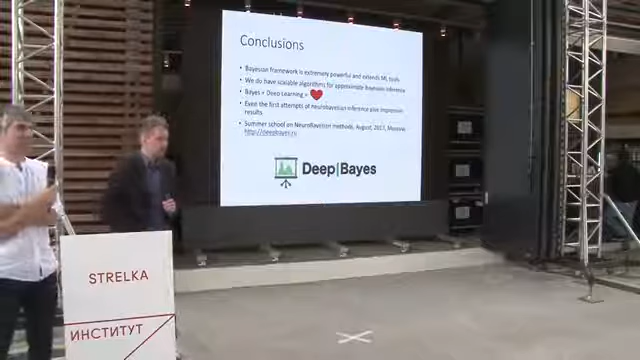 Conclusions
• Bayesian framework is extremely powerful and extends ML tools
• We do have scalable algorithms for approximate Bayesian inference
• Bayes + Deep Learning = ❤
• Even the first attempts of neurobayesian inference give impressive
results
• Summer school on NeuroBayesian methods, August, 2017, Moscow,
http://deepbayes.ru
Deep|Bayes
STRELKA
ИНСТИТУТ